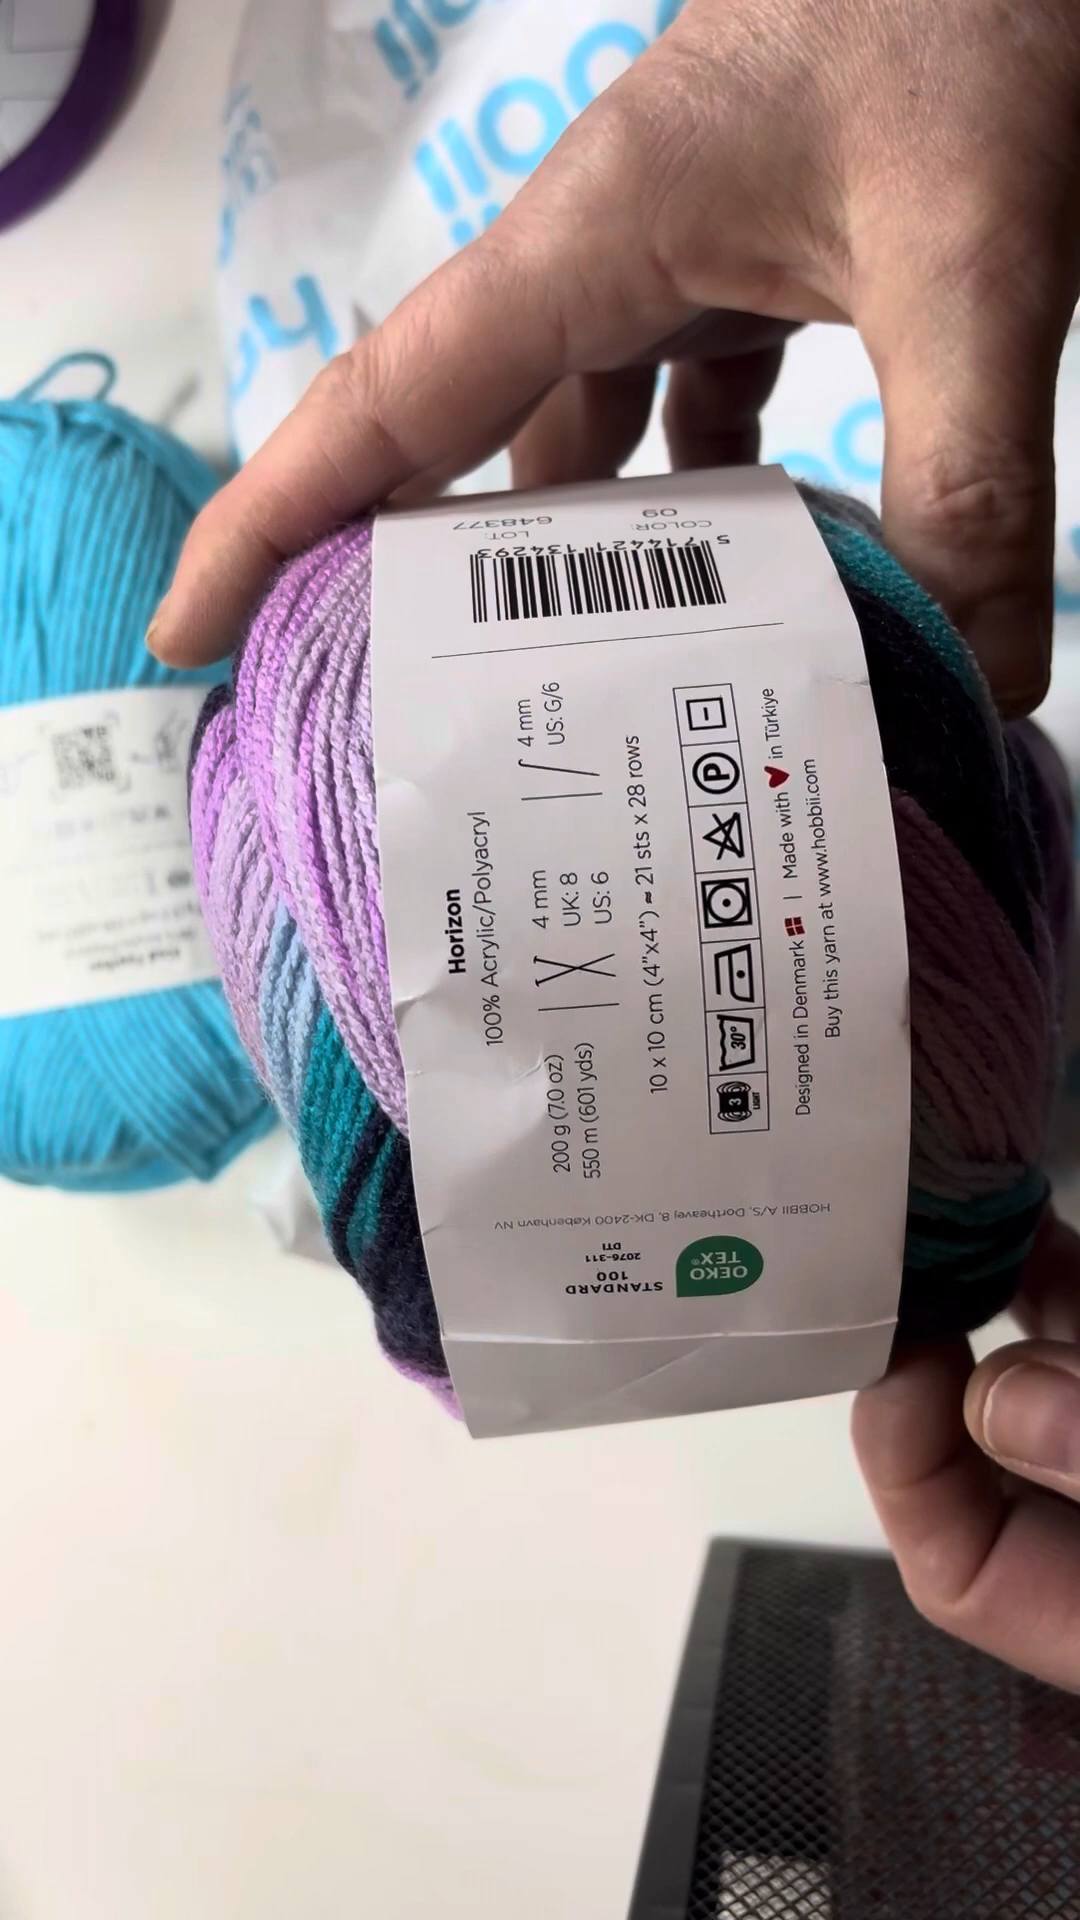 Horizon
100% Acrylic/Polyacryl
200 g (7.0 oz)
550 m (601 yds)
4 mm
UK: 8
US: 6
4 mm
US: G/6
10 x 10 cm (4”x4”) ≈ 21 sts x 28 rows
3
LIGHT
30°
P
Designed in Denmark | Made with ♥ in Türkiye
Buy this yarn at www.hobbii.com
5 714421 134293
COLOR:
09
LOT:
648377
HOBBII A/S, Dortheavej 8, DK-2400 København NV
OEKO
TEX®
STANDARD
100
2076-311
DTI